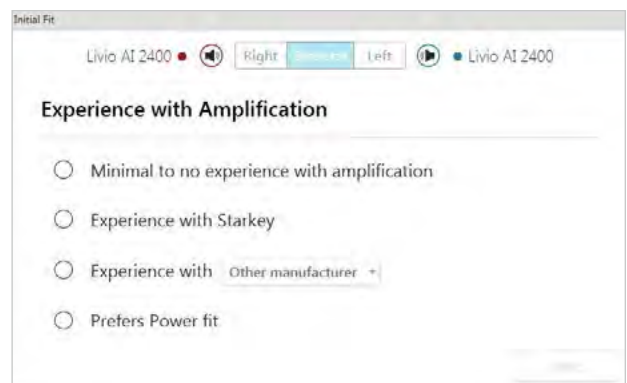 Initial Fit
Livio AI 2400 Right Left Livio AI 2400
Experience with Amplification
Minimal to no experience with amplification
Experience with Starkey
Experience with Other manufacturer
Prefers Power fit